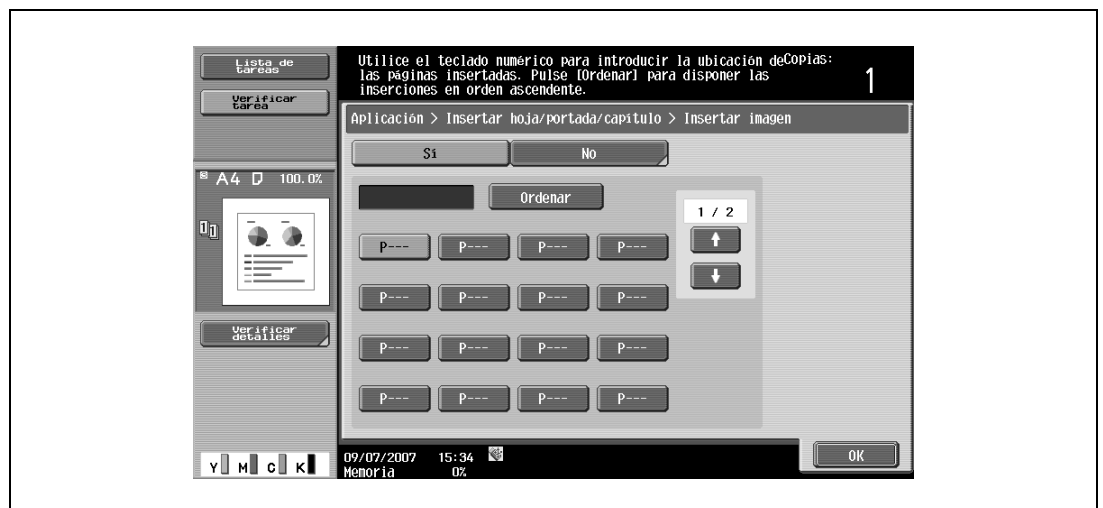 Lista de
tareas
Verificar
tarea
Utilice el teclado numérico para introducir la ubicación deCopias:
las páginas insertadas. Pulse [Ordenar] para disponer las
inserciones en orden ascendente.
1
Aplicación > Insertar hoja/portada/capítulo > Insertar imagen
Sí No
A4 100.0%
Ordenar
1 / 2
P--- P--- P--- P---
P--- P--- P--- P---
Verificar
detalles
P--- P--- P--- P---
P--- P--- P--- P---
OK
Y M C K
09/07/2007 15:34
Memoria 0%